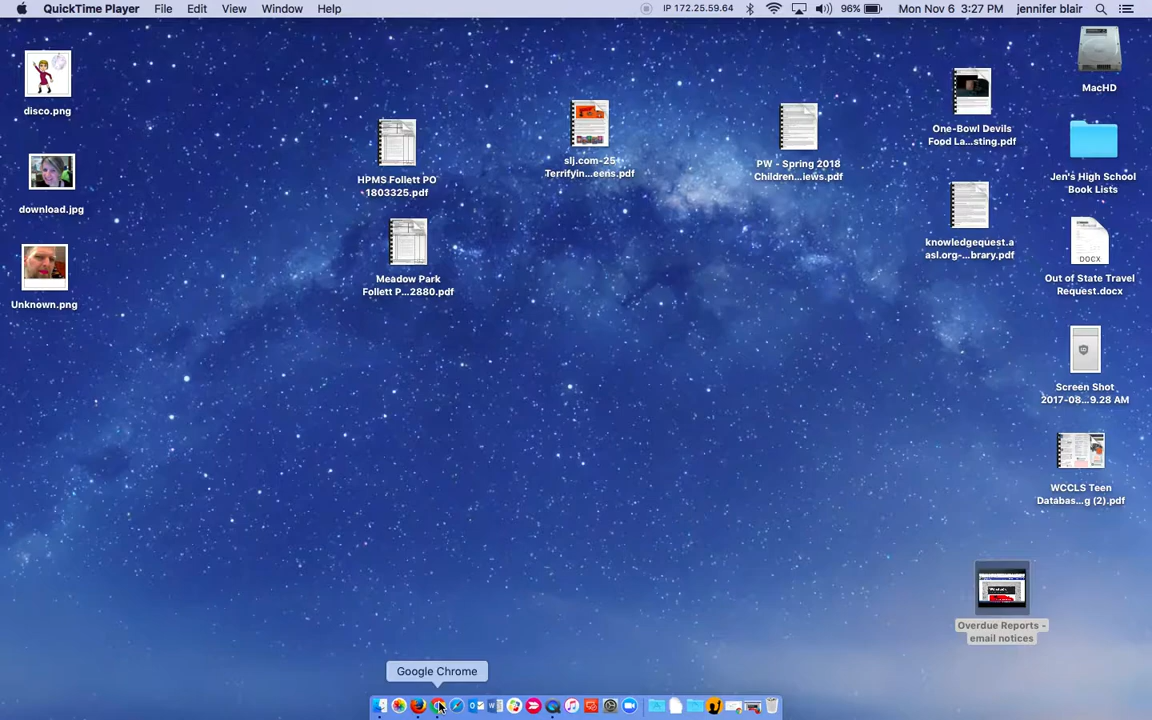 QuickTime Player File Edit View Window Help IP 172.25.59.64 96% Mon Nov 6 3:27 PM jennifer blair
disco.png
download.jpg
Unknown.png
HPMS Follett PO
1803325.pdf
Meadow Park
Follett P...2880.pdf
slj.com-25
Terrifyin...eens.pdf
PW - Spring 2018
Children...iews.pdf
One-Bowl Devils
Food La...sting.pdf
knowledgequest.a
asl.org-...brary.pdf
MacHD
Jen's High School
Book Lists
DOCX
Out of State Travel
Request.docx
Screen Shot
2017-08...9.28 AM
WCCLS Teen
Databas...g (2).pdf
Overdue Reports -
email notices
Google Chrome